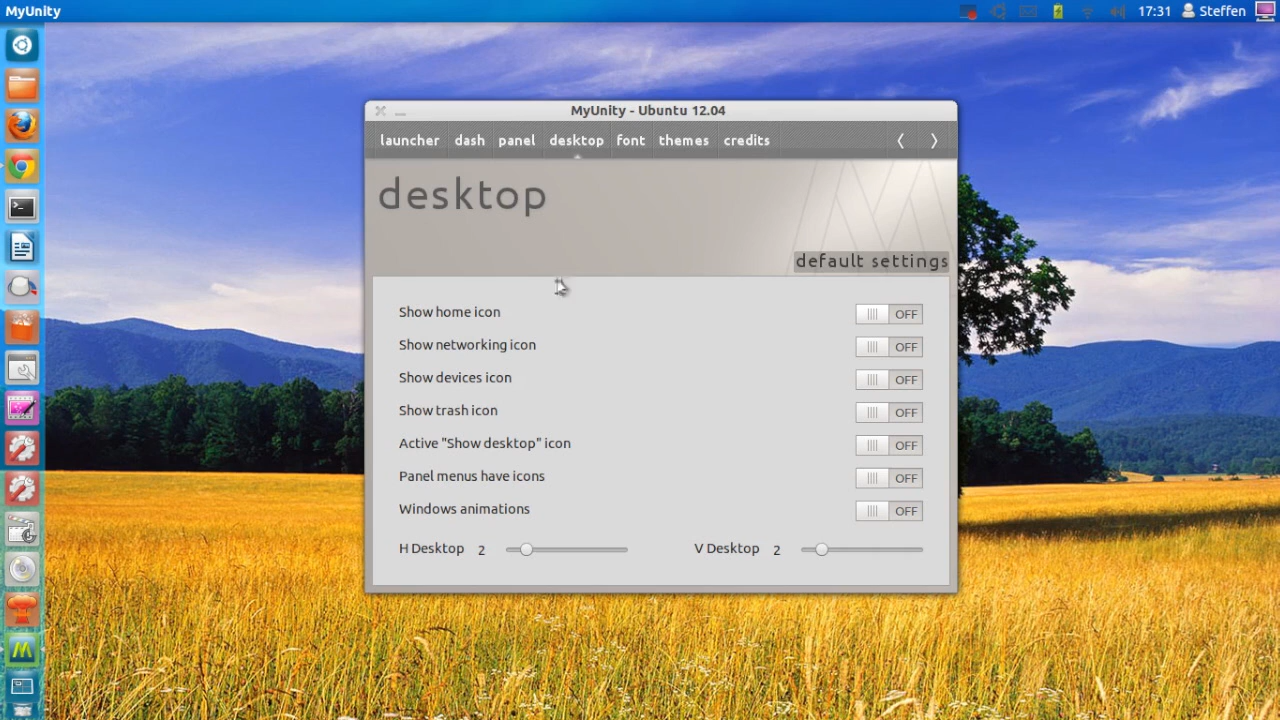 MyUnity
17:31 Steffen
MyUnity - Ubuntu 12.04
launcher dash panel desktop font themes credits
desktop
default settings
Show home icon OFF
Show networking icon OFF
Show devices icon OFF
Show trash icon OFF
Active "Show desktop" icon OFF
Panel menus have icons OFF
Windows animations OFF
H Desktop 2 V Desktop 2